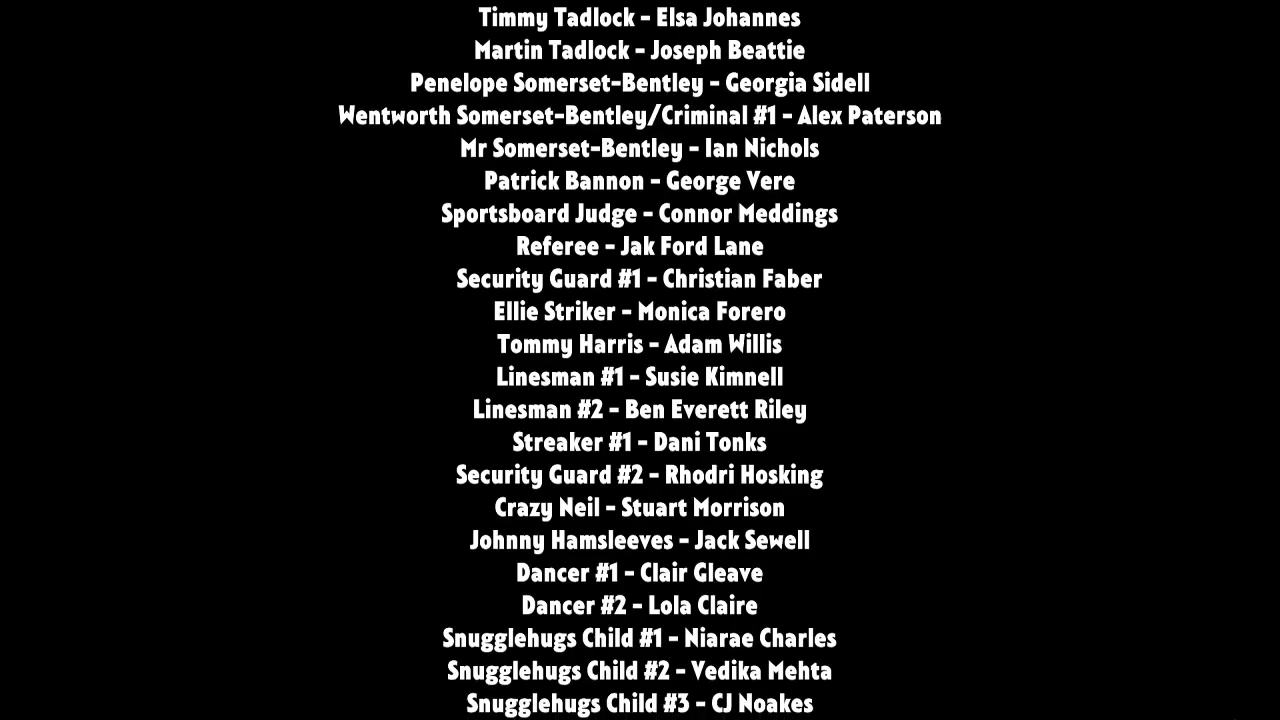 Timmy Tadlock - Elsa Johannes
Martin Tadlock - Joseph Beattie
Penelope Somerset-Bentley - Georgia Sidell
Wentworth Somerset-Bentley/Criminal #1 - Alex Paterson
Mr Somerset-Bentley - Ian Nichols
Patrick Bannon - George Vere
Sportsboard Judge - Connor Meddings
Referee - Jak Ford Lane
Security Guard #1 - Christian Faber
Ellie Striker - Monica Forero
Tommy Harris - Adam Willis
Linesman #1 - Susie Kimnell
Linesman #2 - Ben Everett Riley
Streaker #1 - Dani Tonks
Security Guard #2 - Rhodri Hosking
Crazy Neil - Stuart Morrison
Johnny Hamsleeves - Jack Sewell
Dancer #1 - Clair Gleave
Dancer #2 - Lola Claire
Snugglehugs Child #1 - Niarae Charles
Snugglehugs Child #2 - Vedika Mehta
Snugglehugs Child #3 - CJ Noakes